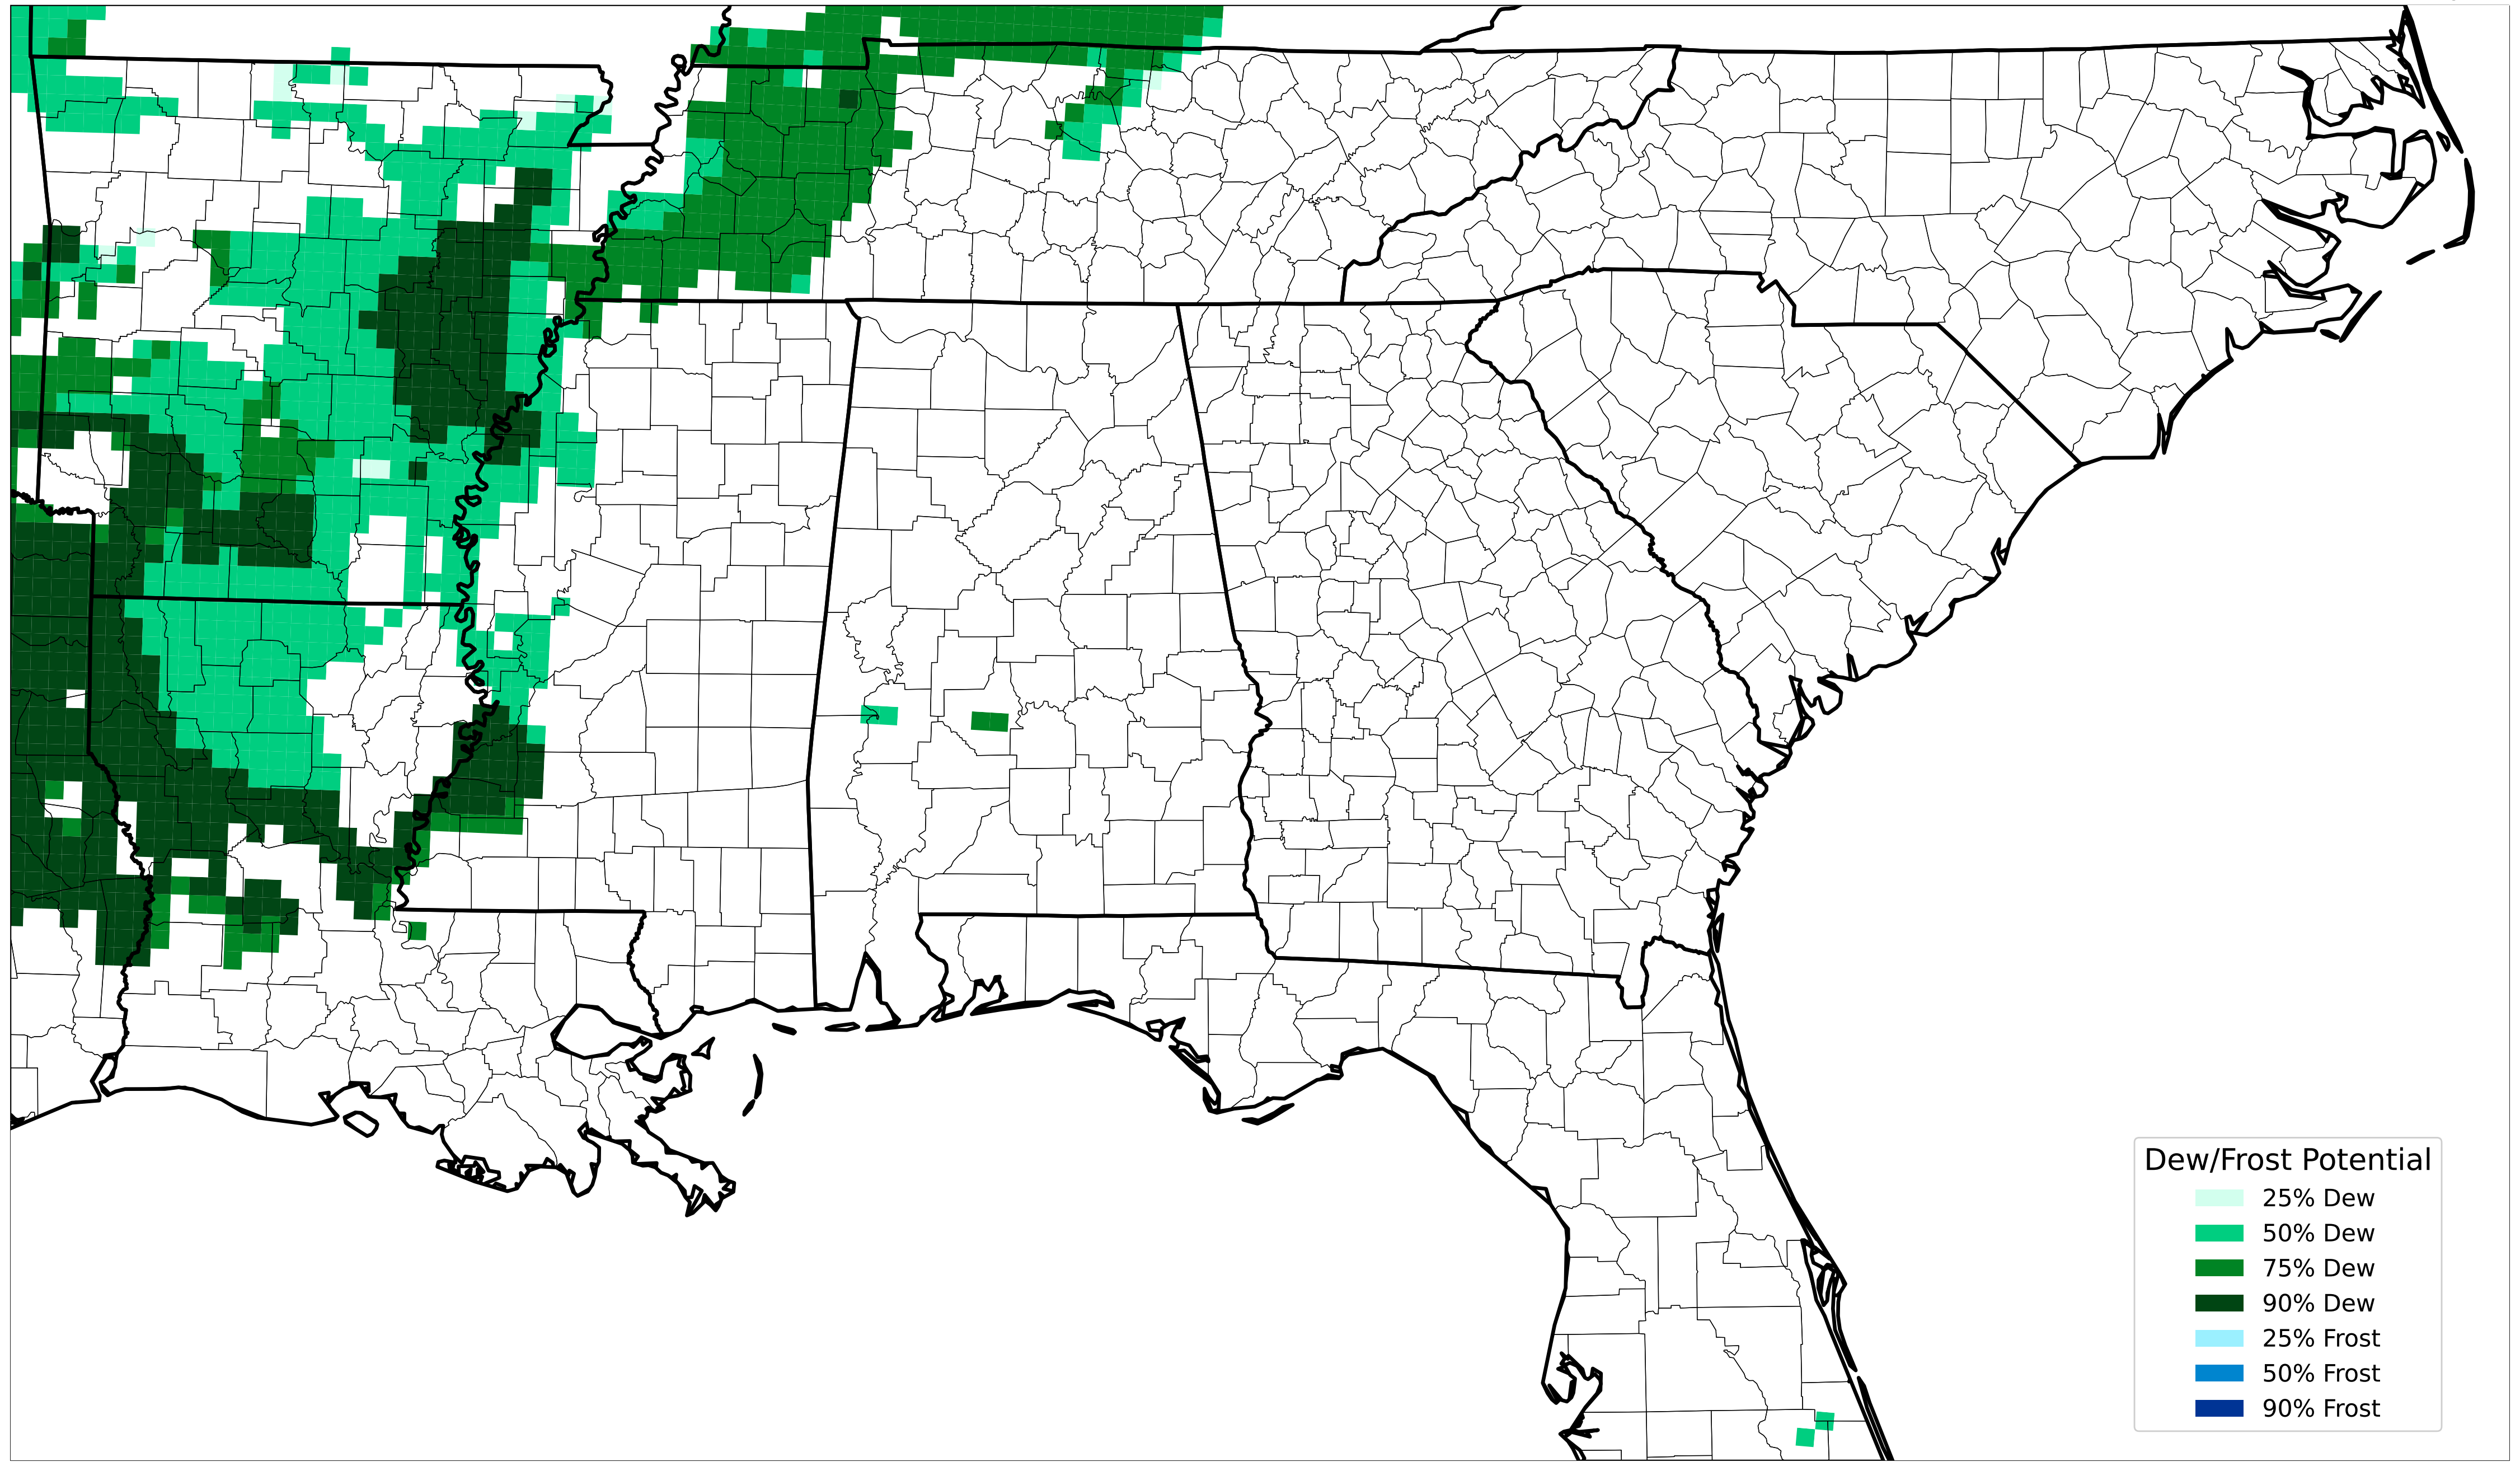 Dew/Frost Potential
25% Dew
50% Dew
75% Dew
90% Dew
25% Frost
50% Frost
90% Frost